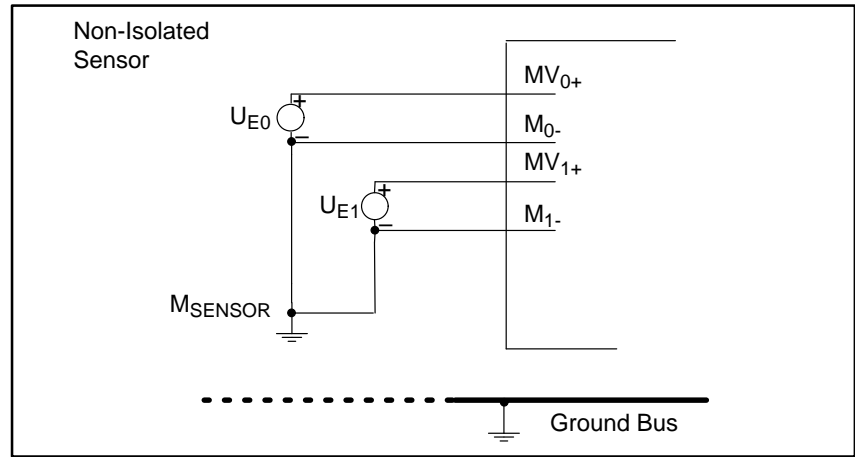 Non-Isolated
Sensor
MV0+
UE0
+
−
M0-
MV1+
UE1
+
−
M1-
MSENSOR
Ground Bus